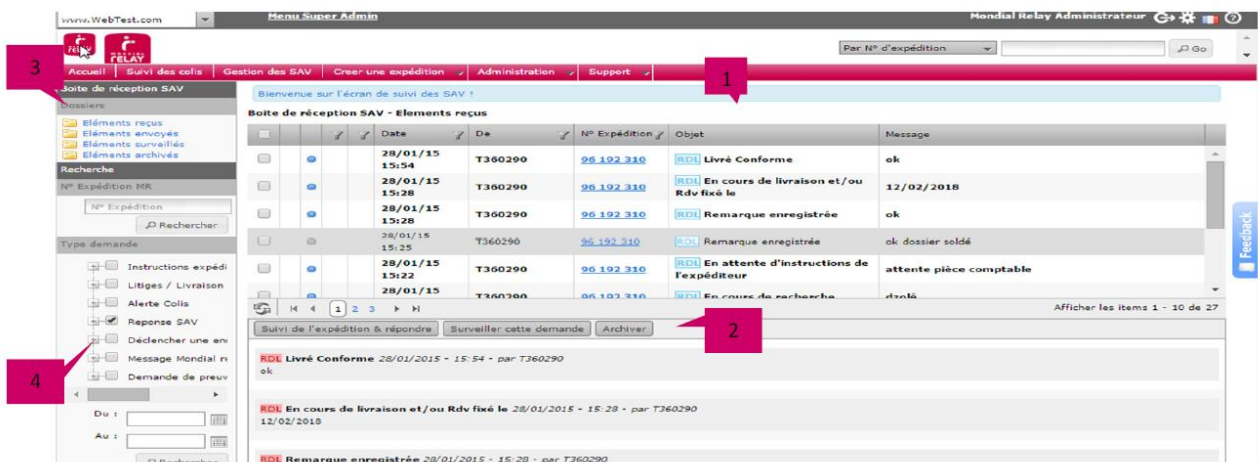 www.WebTest.com Menu Super Admin Mondial Relay Administrateur
RELAY
Par N° d'expédition Go
3 Accueil Suivi des colis Gestion des SAV Creer une expédition Administration Support 1
Boite de réception SAV
Dossiers
Eléments reçus
Eléments envoyés
Eléments surveillés
Eléments archivés
Recherche
N° Expédition MR
N° Expédition
Rechercher
Type demande
Instructions expédi
Litiges / Livraison
Alerte Colis
Reponse SAV
Déclencher une en
Message Mondial r
Demande de preuv
4
Du :
Au :
Rechercher
Bienvenue sur l'écran de suivi des SAV !
Boite de réception SAV - Elements reçus
Date De N° Expédition Objet Message
28/01/15 15:54 T360290 96 192 310 RDL Livré Conforme ok
28/01/15 15:28 T360290 96 192 310 RDL En cours de livraison et/ou Rdv fixé le 12/02/2018
28/01/15 15:28 T360290 96 192 310 RDL Remarque enregistrée ok
28/01/15 15:25 T360290 96 192 310 RDL Remarque enregistrée ok dossier soldé
28/01/15 15:22 T360290 96 192 310 RDL En attente d'instructions de l'expéditeur attente pièce comptable
28/01/15 T360290 96 192 310 RDL En cours de recherche dzolé
1 2 3 Afficher les items 1 - 10 de 27
Suivi de l'expédition & répondre Surveiller cette demande Archiver 2
RDL Livré Conforme 28/01/2015 - 15:54 - par T360290
ok
RDL En cours de livraison et/ou Rdv fixé le 28/01/2015 - 15:28 - par T360290
12/02/2018
RDL Remarque enregistrée 28/01/2015 - 15:28 - par T360290
Feedback